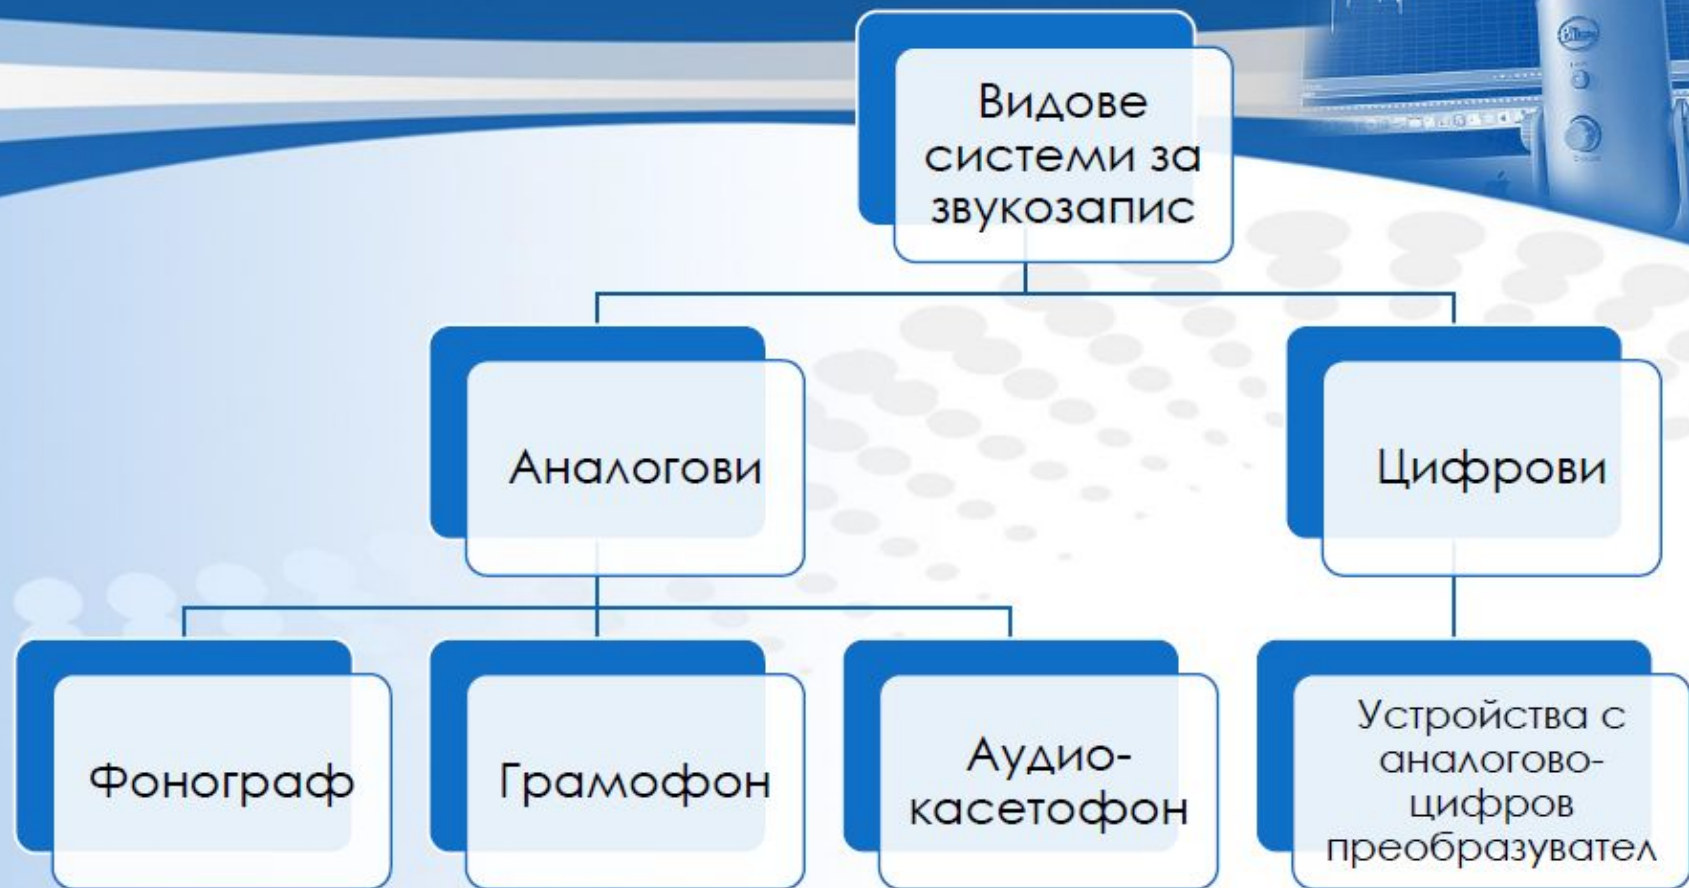 Видове
системи за
звукозапис
Аналогови
Цифрови
Фонограф
Грамофон
Аудио-
касетофон
Устройства с
аналогово-
цифров
преобразувател